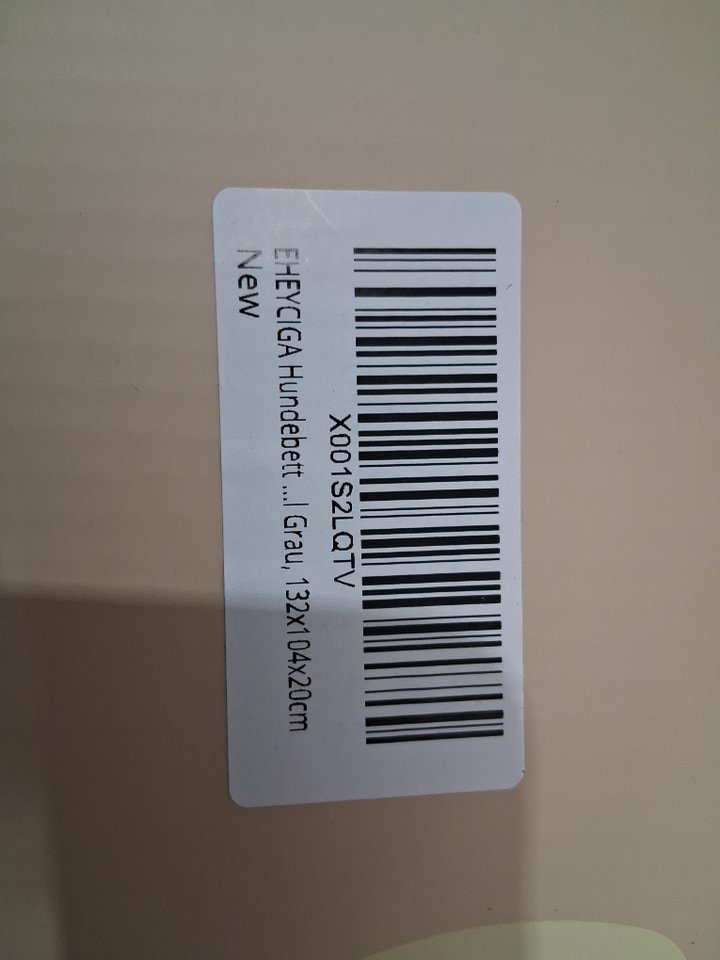 X001S2LQTV
EHEYCIGA Hundebett ...l Grau, 132x104x20cm
New